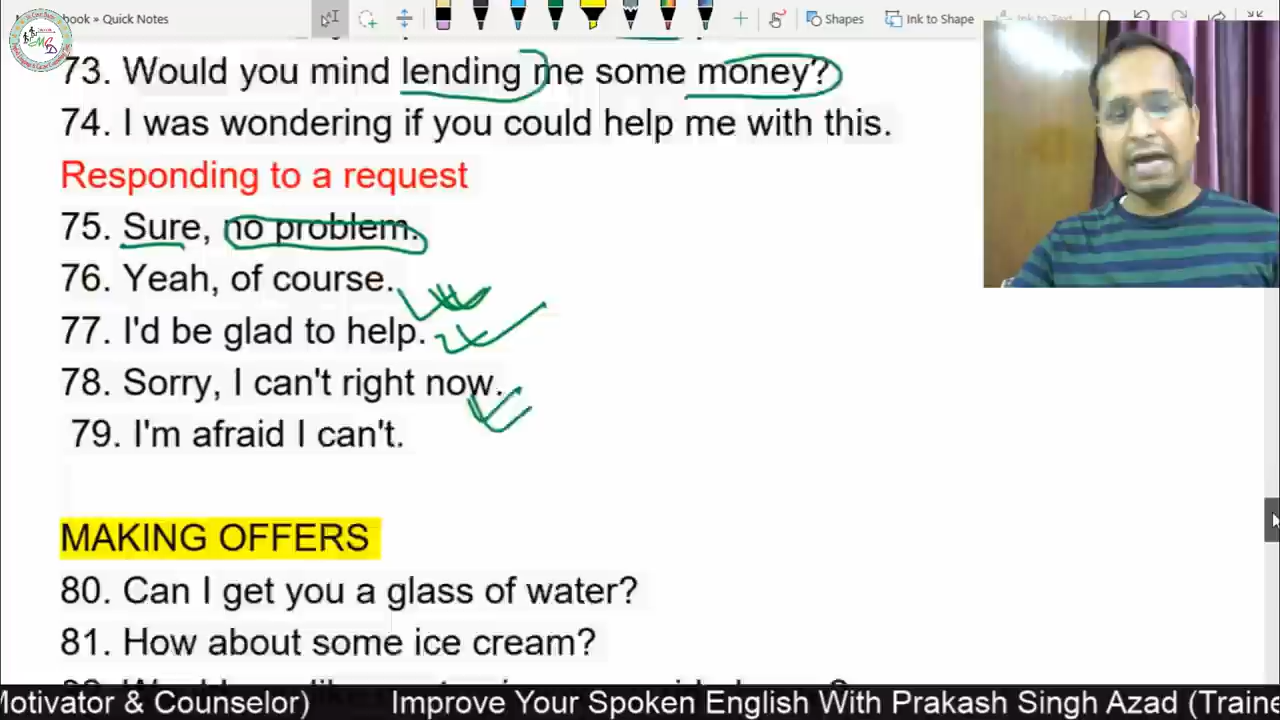 book » Quick Notes
Shapes
Ink to Shape
Ink to Text
73. Would you mind lending me some money?
74. I was wondering if you could help me with this.
Responding to a request
75. Sure, no problem.
76. Yeah, of course.
77. I'd be glad to help.
78. Sorry, I can't right now.
79. I'm afraid I can't.
MAKING OFFERS
80. Can I get you a glass of water?
81. How about some ice cream?
Motivator & Counselor) Improve Your Spoken English With Prakash Singh Azad (Traine